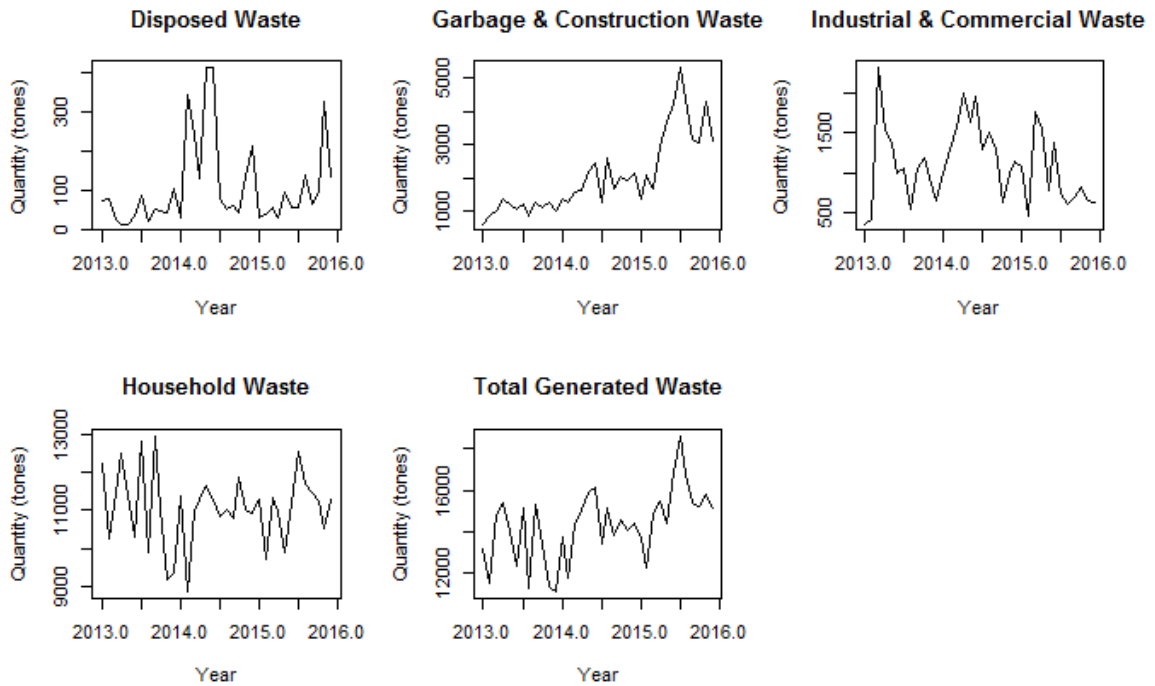 Disposed Waste
Quantity (tones)
300
100
0
2013.0 2014.0 2015.0 2016.0
Year
Garbage & Construction Waste
Quantity (tones)
5000
3000
1000
2013.0 2014.0 2015.0 2016.0
Year
Industrial & Commercial Waste
Quantity (tones)
1500
500
2013.0 2014.0 2015.0 2016.0
Year
Household Waste
Quantity (tones)
13000
11000
9000
2013.0 2014.0 2015.0 2016.0
Year
Total Generated Waste
Quantity (tones)
16000
12000
2013.0 2014.0 2015.0 2016.0
Year